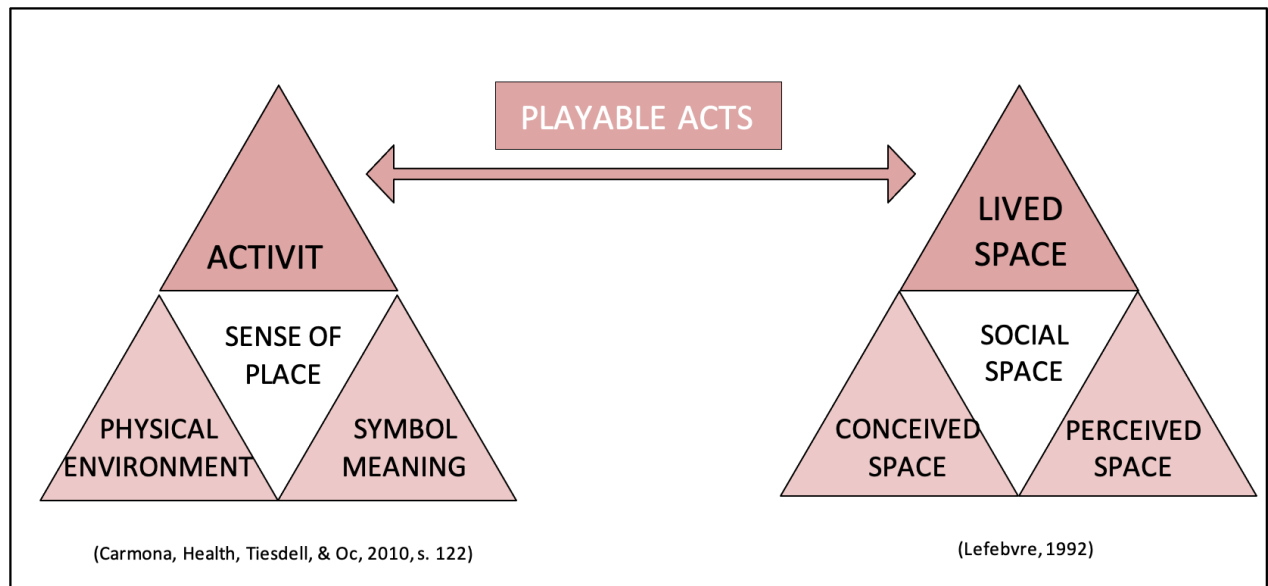 PLAYABLE ACTS
ACTIVIT
SENSE OF
PLACE
PHYSICAL
ENVIRONMENT
SYMBOL
MEANING
(Carmona, Health, Tiesdell, & Oc, 2010, s. 122)
LIVED
SPACE
SOCIAL
SPACE
CONCEIVED
SPACE
PERCEIVED
SPACE
(Lefebvre, 1992)